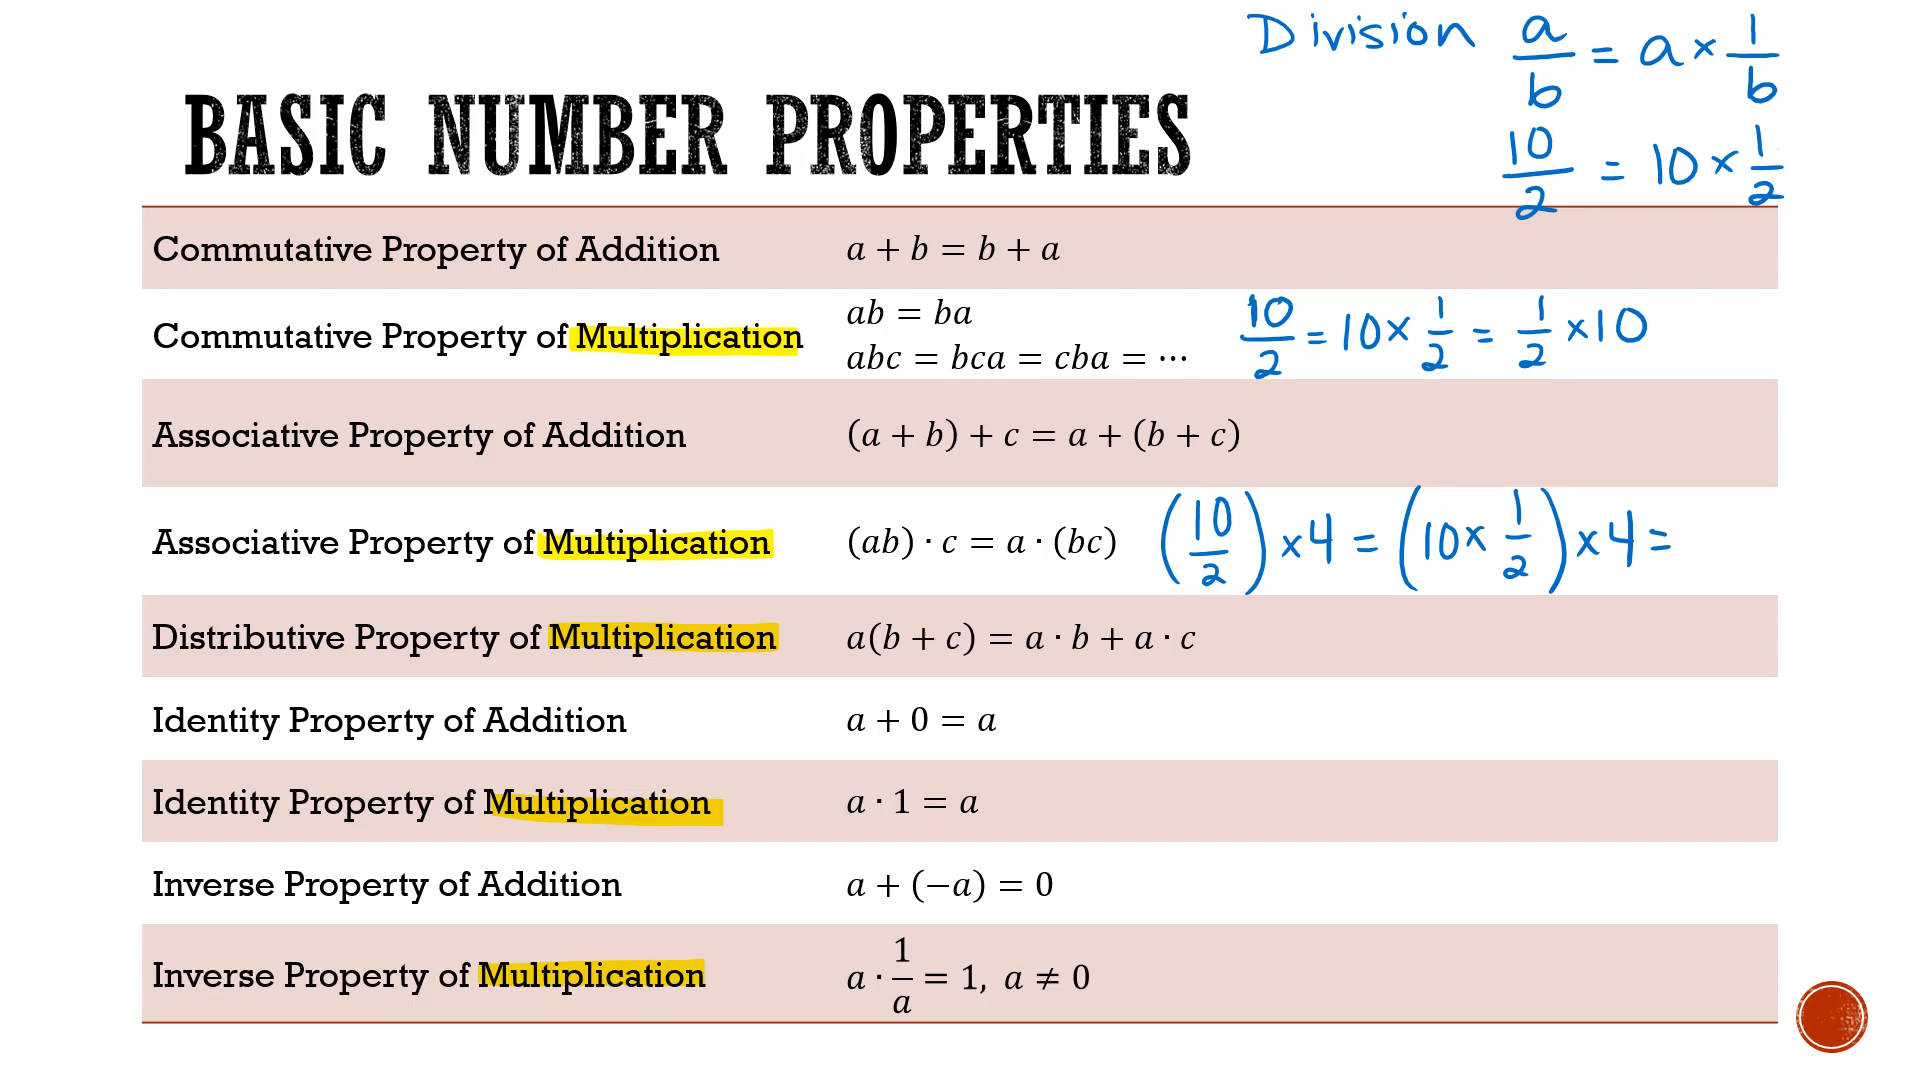 Division a/b = a × 1/b
BASIC NUMBER PROPERTIES
10/2 = 10 × 1/2
Commutative Property of Addition a + b = b + a
Commutative Property of Multiplication ab = ba
abc = bca = cba = ⋯
10/2 = 10 × 1/2 = 1/2 × 10
Associative Property of Addition (a + b) + c = a + (b + c)
Associative Property of Multiplication (ab) · c = a · (bc) (10/2) × 4 = (10 × 1/2) × 4 =
Distributive Property of Multiplication a(b + c) = a · b + a · c
Identity Property of Addition a + 0 = a
Identity Property of Multiplication a · 1 = a
Inverse Property of Addition a + (−a) = 0
Inverse Property of Multiplication a · 1/a = 1, a ≠ 0